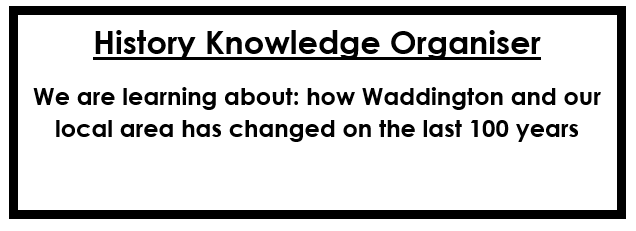 History Knowledge Organiser
We are learning about: how Waddington and our
local area has changed on the last 100 years